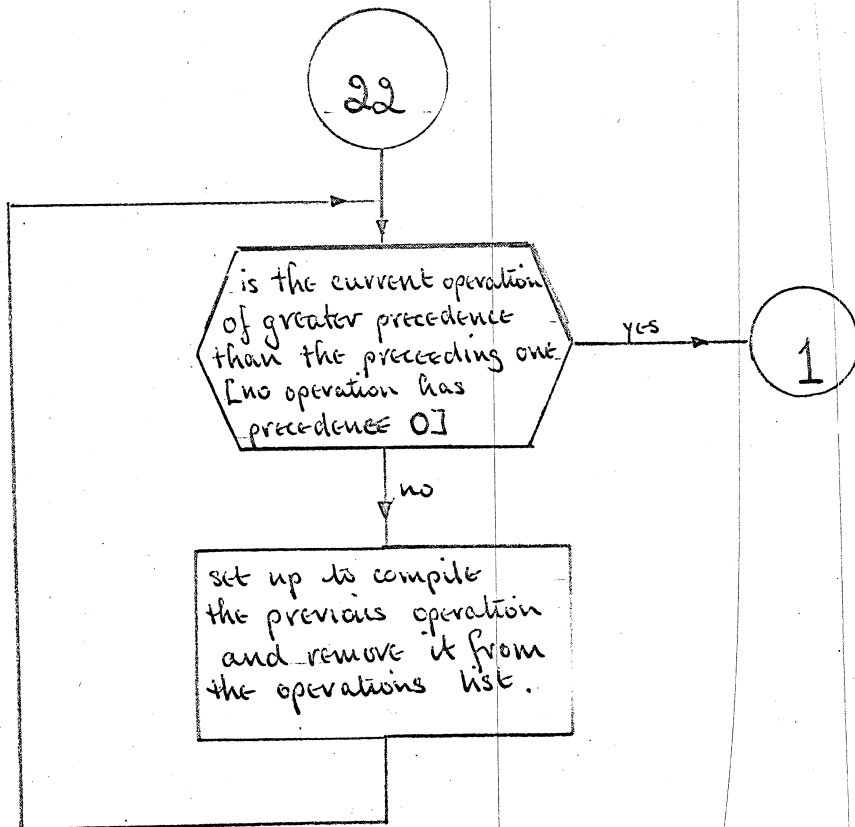 22
is the current operation
of greater precedence
than the preceeding one
[no operation has
precedence 0]
yes
1
no
set up to compile
the previous operation
and remove it from
the operations list.